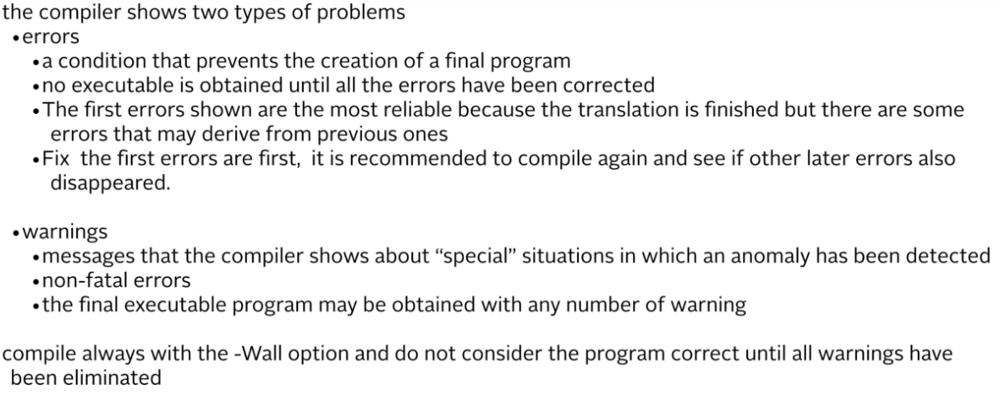 the compiler shows two types of problems
•errors
•a condition that prevents the creation of a final program
•no executable is obtained until all the errors have been corrected
•The first errors shown are the most reliable because the translation is finished but there are some
errors that may derive from previous ones
•Fix  the first errors are first,  it is recommended to compile again and see if other later errors also
disappeared.
•warnings
•messages that the compiler shows about “special” situations in which an anomaly has been detected
•non-fatal errors
•the final executable program may be obtained with any number of warning
compile always with the -Wall option and do not consider the program correct until all warnings have
been eliminated